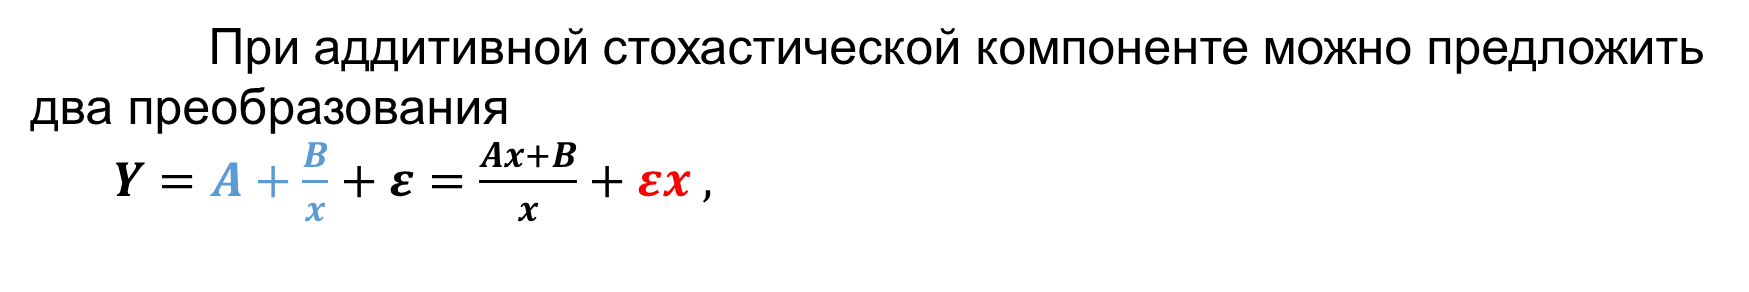 При аддитивной стохастической компоненте можно предложить
два преобразования
Y = A + B/x + ε = (Ax+B)/x + εx ,